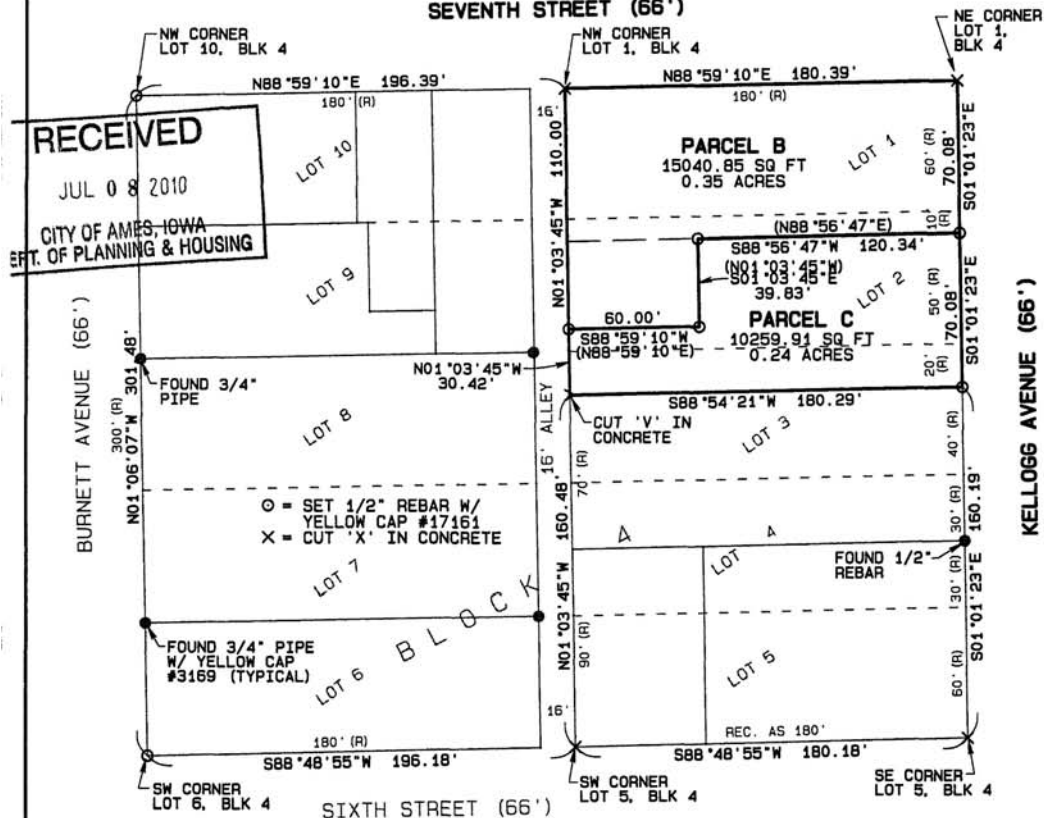 SEVENTH STREET (66')
NW CORNER
LOT 10, BLK 4
NW CORNER
LOT 1, BLK 4
NE CORNER
LOT 1,
BLK 4
N88°59'10"E 196.39'
180' (R)
N88°59'10"E 180.39'
180' (R)
16'
RECEIVED
JUL 0 8 2010
CITY OF AMES, IOWA
EPT. OF PLANNING & HOUSING
LOT 10
LOT 9
N01°03'45"W 110.00'
PARCEL B
15040.85 SQ FT
0.35 ACRES
LOT 1
60' (R)
70.08'
S01°01'23"E
10' (R)
(N88°56'47"E)
S88°56'47"W 120.34'
(N01°03'45"W)
S01°03'45"E
39.83'
LOT 2
50' (R)
70.08'
S01°01'23"E
60.00'
S88°59'10"W
(N88°59'10"E)
PARCEL C
10259.91 SQ FT
0.24 ACRES
20' (R)
N01°03'45"W
30.42'
S88°54'21"W 180.29'
CUT 'V' IN
CONCRETE
BURNETT AVENUE (66')
N01°06'07"W 301.48'
300' (R)
FOUND 3/4"
PIPE
LOT 8
16' ALLEY
LOT 3
KELLOGG AVENUE (66')
70' (R)
40' (R)
⊙ = SET 1/2" REBAR W/
YELLOW CAP #17161
X = CUT 'X' IN CONCRETE
N01°03'45"W 160.48'
30' (R)
160.19'
S01°01'23"E
LOT 4
FOUND 1/2"
REBAR
30' (R)
LOT 7
BLOCK 4
FOUND 3/4" PIPE
W/ YELLOW CAP
#3169 (TYPICAL)
LOT 6
90' (R)
LOT 5
60' (R)
16'
180' (R)
S88°48'55"W 196.18'
REC. AS 180'
S88°48'55"W 180.18'
SW CORNER
LOT 6, BLK 4
SIXTH STREET (66')
SW CORNER
LOT 5, BLK 4
SE CORNER
LOT 5, BLK 4